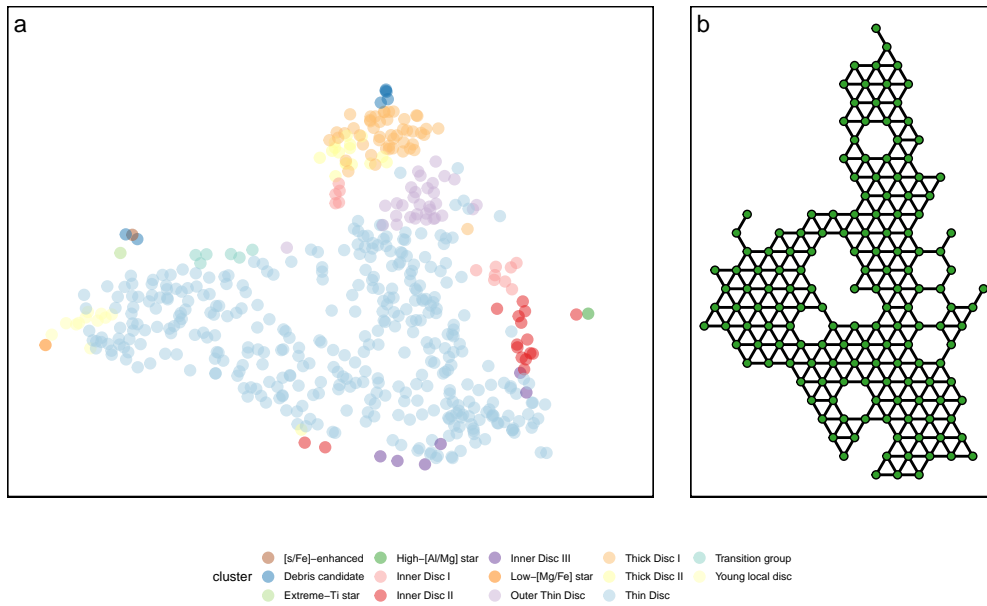 a
b
[s/Fe]−enhanced High−[Al/Mg] star Inner Disc III Thick Disc I Transition group
cluster Debris candidate Inner Disc I Low−[Mg/Fe] star Thick Disc II Young local disc
Extreme−Ti star Inner Disc II Outer Thin Disc Thin Disc